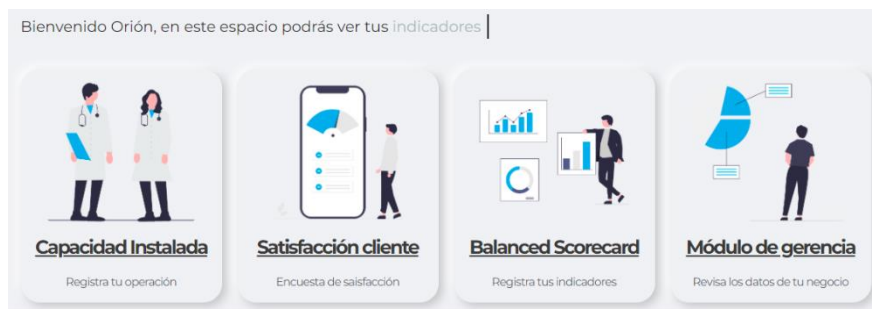 Bienvenido Orión, en este espacio podrás ver tus indicadores
Capacidad Instalada
Registra tu operación
Satisfacción cliente
Encuesta de saisfacción
Balanced Scorecard
Registra tus indicadores
Módulo de gerencia
Revisa los datos de tu negocio